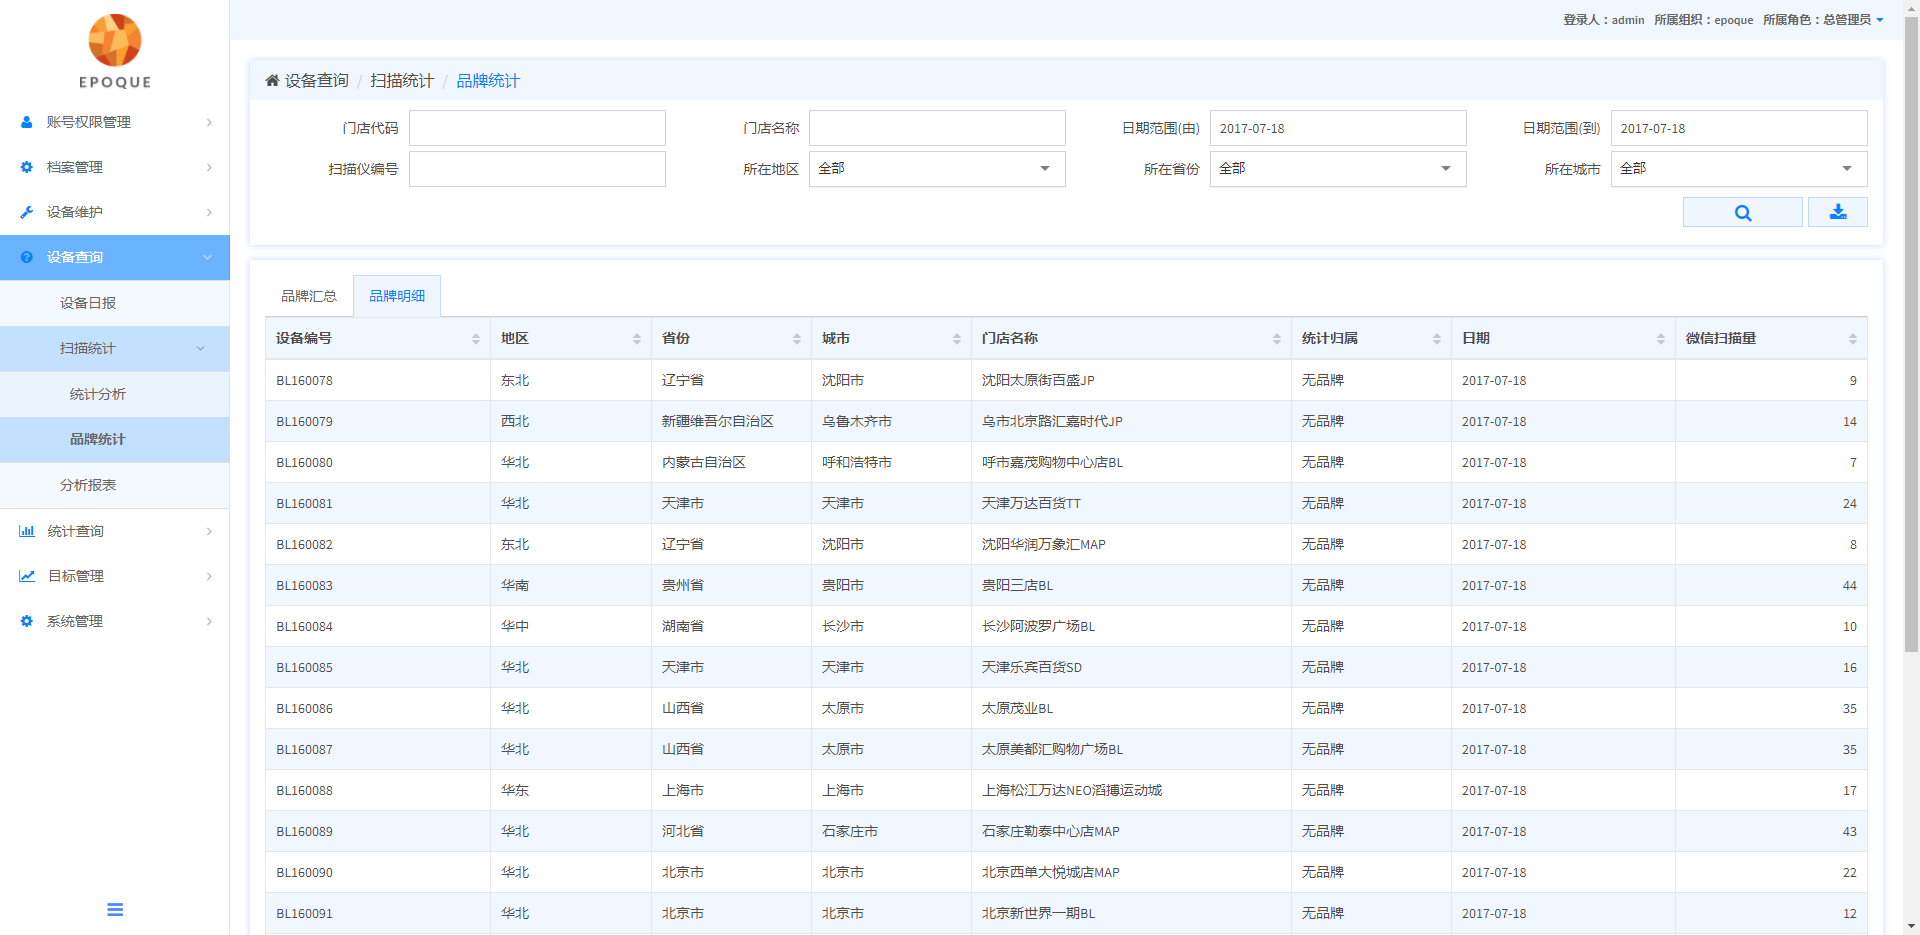 EPOQUE
登录人：admin 所属组织：epoque 所属角色：总管理员
账号权限管理
档案管理
设备维护
设备查询
设备日报
扫描统计
统计分析
品牌统计
分析报表
统计查询
目标管理
系统管理
设备查询 / 扫描统计 / 品牌统计
门店代码 门店名称 日期范围(由) 2017-07-18 日期范围(到) 2017-07-18
扫描仪编号 所在地区 全部 所在省份 全部 所在城市 全部
品牌汇总 品牌明细
设备编号 地区 省份 城市 门店名称 统计归属 日期 微信扫描量
BL160078 东北 辽宁省 沈阳市 沈阳太原街百盛JP 无品牌 2017-07-18 9
BL160079 西北 新疆维吾尔自治区 乌鲁木齐市 乌市北京路汇嘉时代JP 无品牌 2017-07-18 14
BL160080 华北 内蒙古自治区 呼和浩特市 呼市嘉茂购物中心店BL 无品牌 2017-07-18 7
BL160081 华北 天津市 天津市 天津万达百货TT 无品牌 2017-07-18 24
BL160082 东北 辽宁省 沈阳市 沈阳华润万象汇MAP 无品牌 2017-07-18 8
BL160083 华南 贵州省 贵阳市 贵阳三店BL 无品牌 2017-07-18 44
BL160084 华中 湖南省 长沙市 长沙阿波罗广场BL 无品牌 2017-07-18 10
BL160085 华北 天津市 天津市 天津乐宾百货SD 无品牌 2017-07-18 16
BL160086 华北 山西省 太原市 太原茂业BL 无品牌 2017-07-18 35
BL160087 华北 山西省 太原市 太原美都汇购物广场BL 无品牌 2017-07-18 35
BL160088 华东 上海市 上海市 上海松江万达NEO滔搏运动城 无品牌 2017-07-18 17
BL160089 华北 河北省 石家庄市 石家庄勒泰中心店MAP 无品牌 2017-07-18 43
BL160090 华北 北京市 北京市 北京西单大悦城店MAP 无品牌 2017-07-18 22
BL160091 华北 北京市 北京市 北京新世界一期BL 无品牌 2017-07-18 12